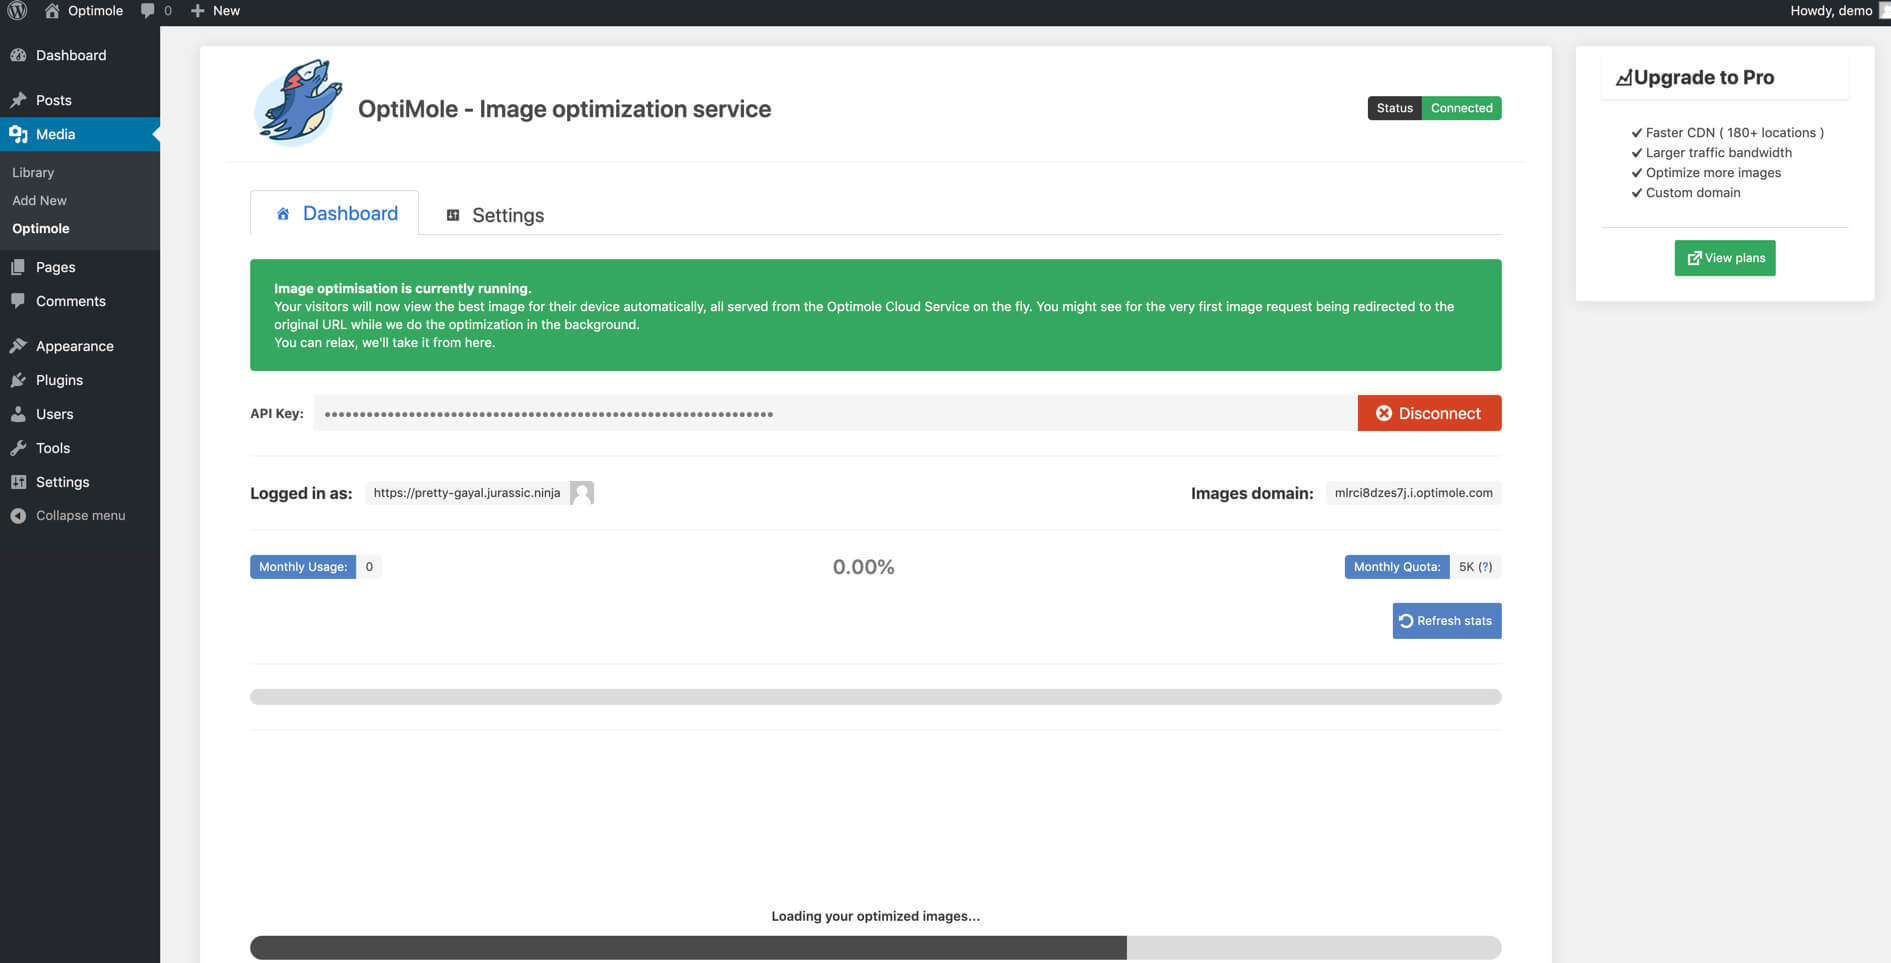 Optimole
0
New
Howdy, demo
Dashboard
Posts
Media
Library
Add New
Optimole
Pages
Comments
Appearance
Plugins
Users
Tools
Settings
Collapse menu
OptiMole - Image optimization service
Status Connected
Dashboard
Settings
Image optimisation is currently running.
Your visitors will now view the best image for their device automatically, all served from the Optimole Cloud Service on the fly. You might see for the very first image request being redirected to the
original URL while we do the optimization in the background.
You can relax, we'll take it from here.
API Key:
Disconnect
Logged in as: https://pretty-gayal.jurassic.ninja
Images domain: mlrci8dzes7j.i.optimole.com
Monthly Usage: 0
0.00%
Monthly Quota: 5K (?)
Refresh stats
Loading your optimized images...
Upgrade to Pro
✔ Faster CDN ( 180+ locations )
✔ Larger traffic bandwidth
✔ Optimize more images
✔ Custom domain
View plans